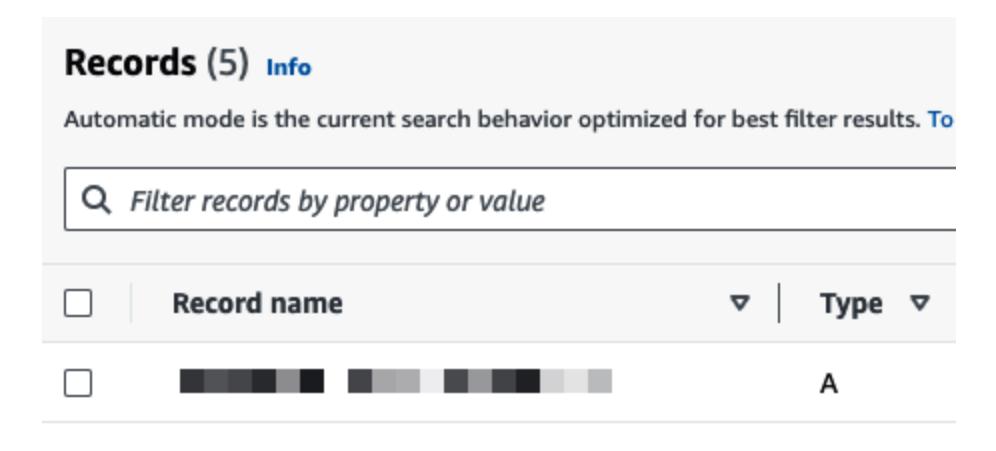 Records (5) Info
Automatic mode is the current search behavior optimized for best filter results. To
Filter records by property or value
Record name Type
A